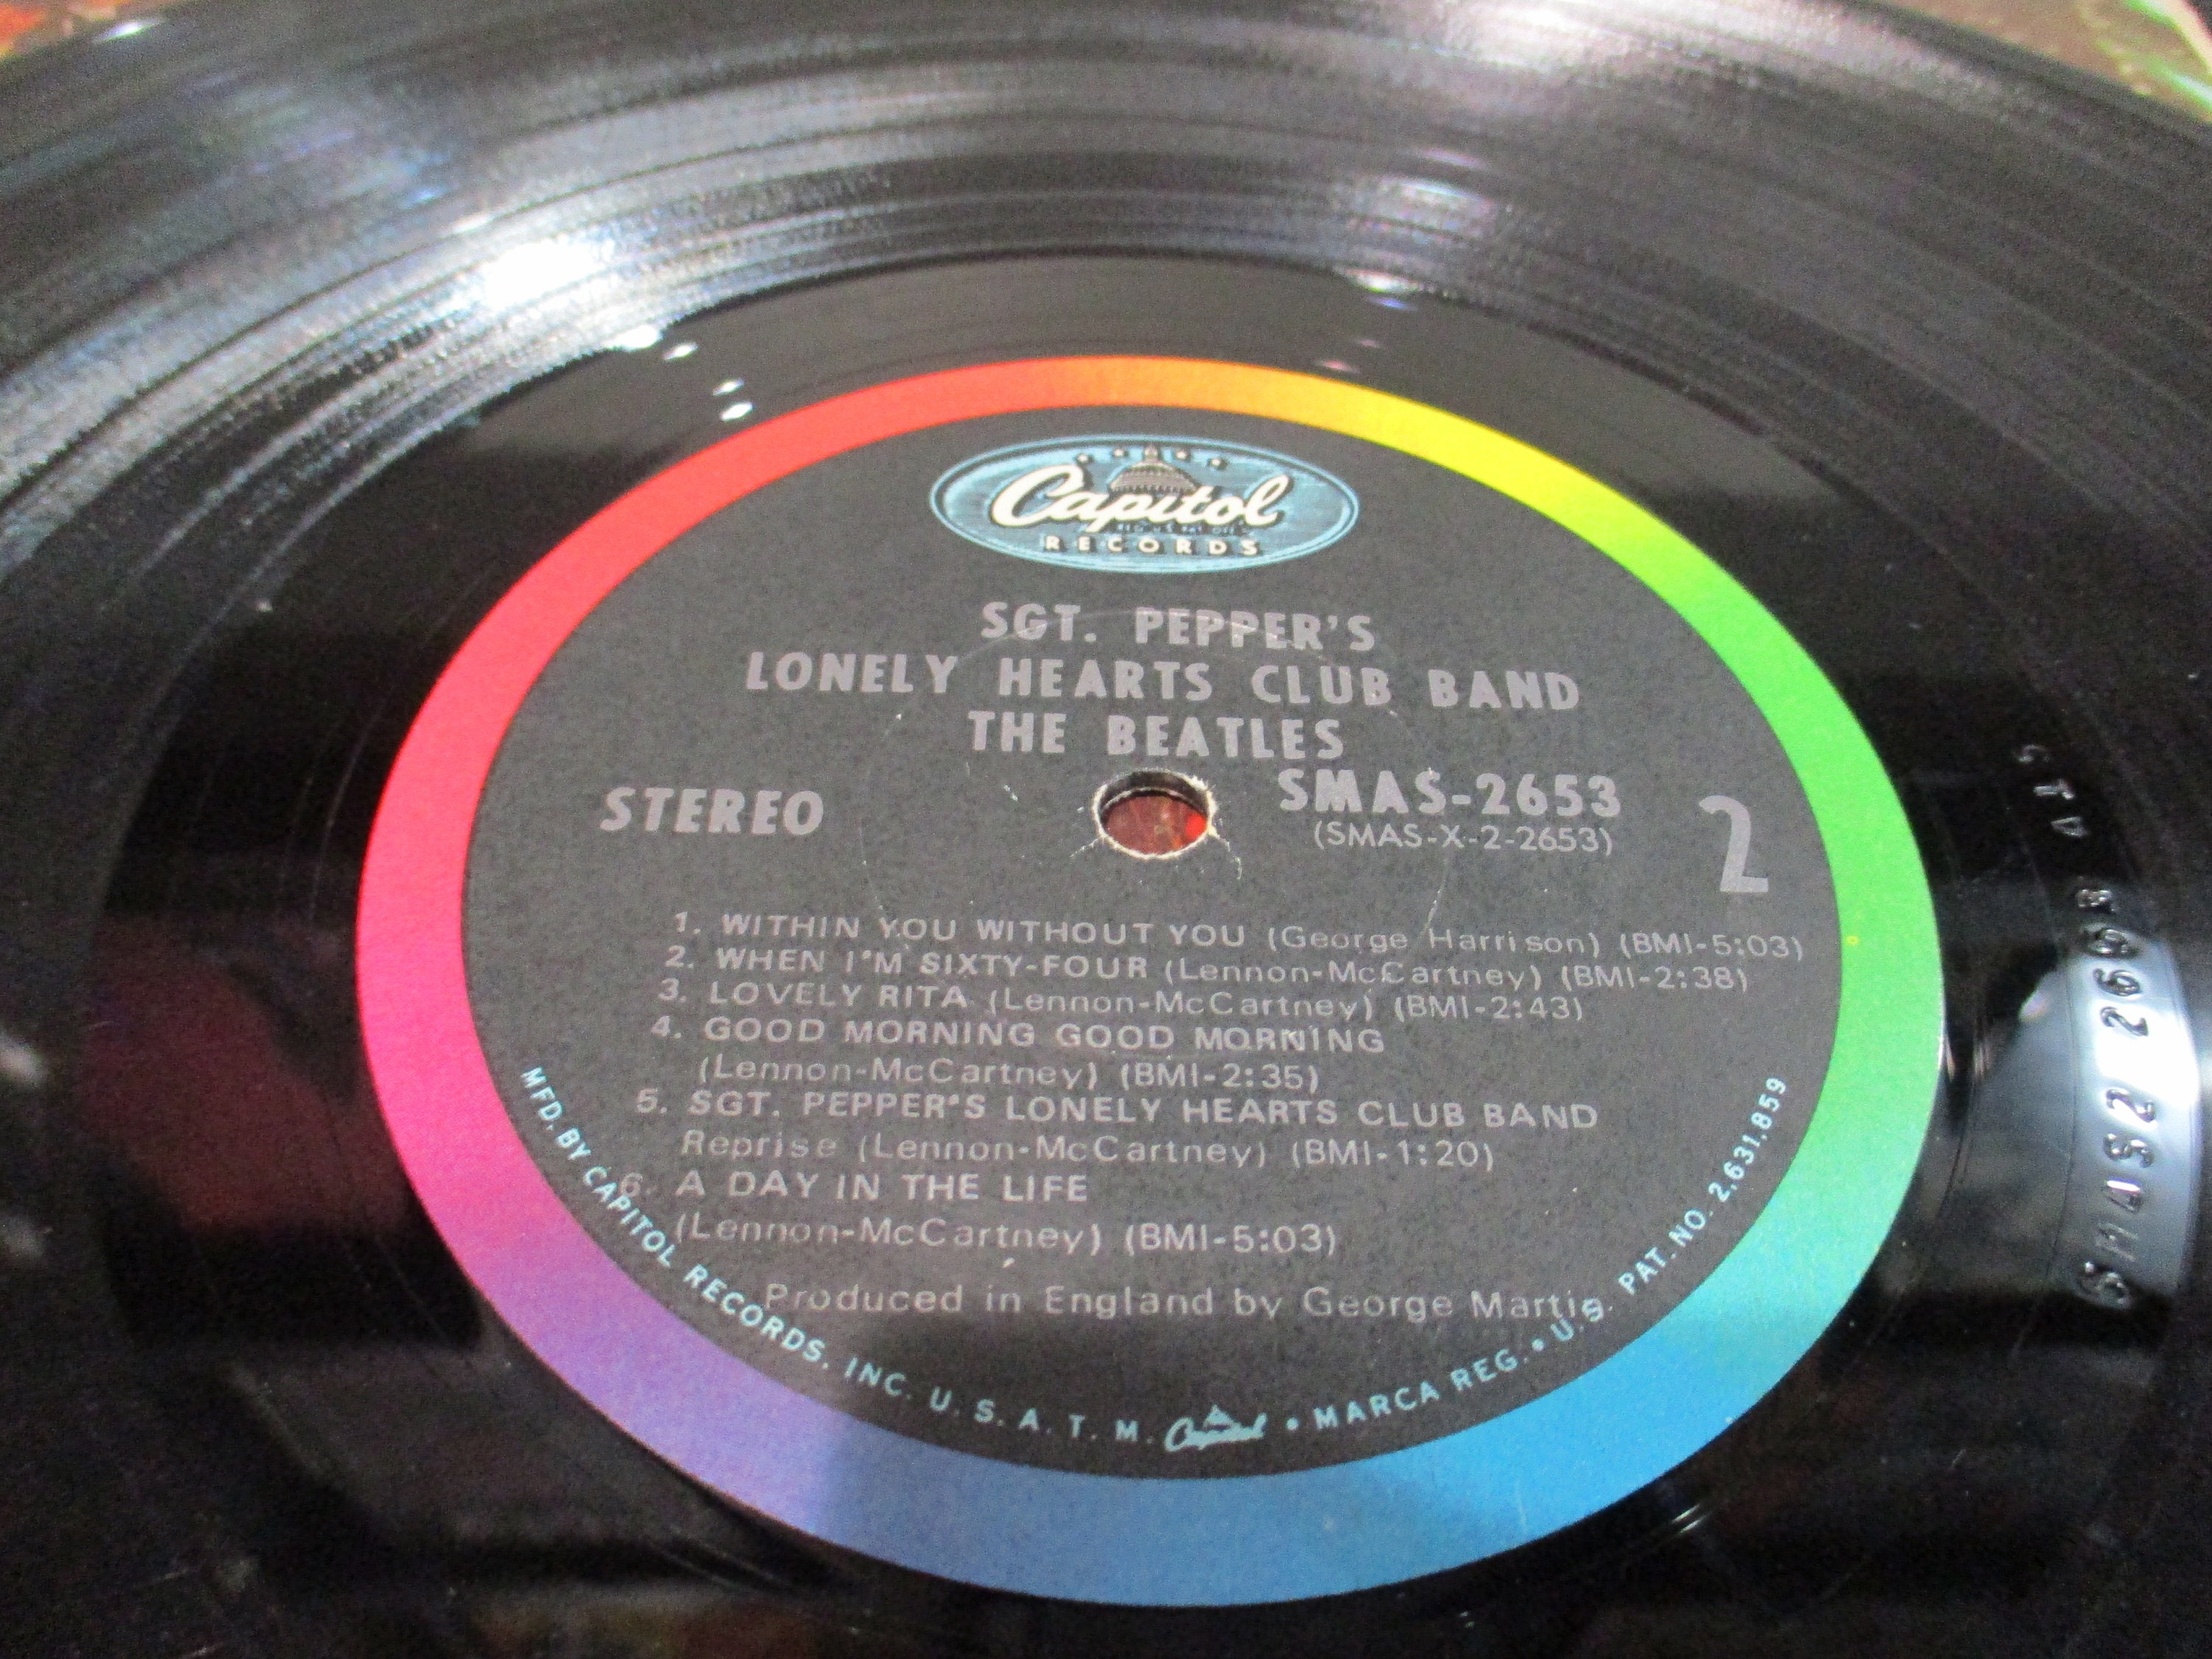 Capitol
RECORDS
SGT. PEPPER'S
LONELY HEARTS CLUB BAND
THE BEATLES
STEREO
SMAS-2653
(SMAS-X-2-2653)
2
1. WITHIN YOU WITHOUT YOU (George Harrison) (BMI-5:03)
2. WHEN I'M SIXTY-FOUR (Lennon-McCartney) (BMI-2:38)
3. LOVELY RITA (Lennon-McCartney) (BMI-2:43)
4. GOOD MORNING GOOD MORNING
(Lennon-McCartney) (BMI-2:35)
5. SGT. PEPPER'S LONELY HEARTS CLUB BAND
Reprise (Lennon-McCartney) (BMI-1:20)
6. A DAY IN THE LIFE
(Lennon-McCartney) (BMI-5:03)
Produced in England by George Martin
MFD. BY CAPITOL RECORDS, INC. U.S.A. T.M. Capitol • MARCA REG. • U.S. PAT. NO. 2,631,859